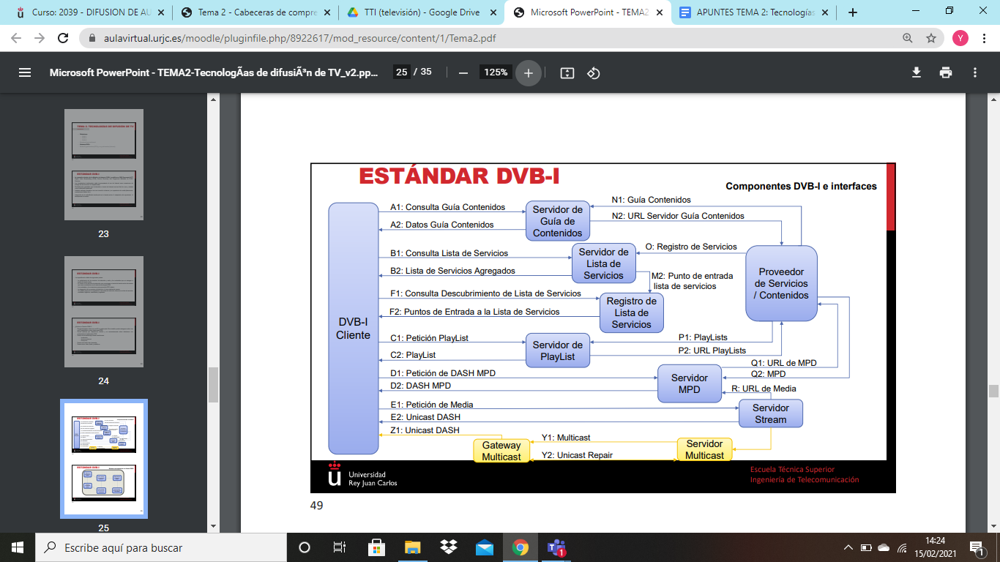 Curso: 2039 - DIFUSION DE AU
Tema 2 - Cabeceras de compre
TTI (televisión) - Google Drive
Microsoft PowerPoint - TEMA2
APUNTES TEMA 2: Tecnologías
aulavirtual.urjc.es/moodle/pluginfile.php/8922617/mod_resource/content/1/Tema2.pdf
Y
Microsoft PowerPoint - TEMA2-TecnologÃ­as de difusiÃ³n de TV_v2.pp...
25 / 35
125%
23
24
25
ESTÁNDAR DVB-I
Componentes DVB-I e interfaces
DVB-I
Cliente
A1: Consulta Guía Contenidos
A2: Datos Guía Contenidos
Servidor de
Guía de
Contenidos
N1: Guía Contenidos
N2: URL Servidor Guía Contenidos
B1: Consulta Lista de Servicios
B2: Lista de Servicios Agregados
Servidor de
Lista de
Servicios
O: Registro de Servicios
M2: Punto de entrada
lista de servicios
Proveedor
de Servicios
/ Contenidos
F1: Consulta Descubrimiento de Lista de Servicios
F2: Puntos de Entrada a la Lista de Servicios
Registro de
Lista de
Servicios
C1: Petición PlayList
C2: PlayList
Servidor de
PlayList
P1: PlayLists
P2: URL PlayLists
D1: Petición de DASH MPD
D2: DASH MPD
Servidor
MPD
Q1: URL de MPD
Q2: MPD
R: URL de Media
E1: Petición de Media
E2: Unicast DASH
Servidor
Stream
Z1: Unicast DASH
Gateway
Multicast
Y1: Multicast
Y2: Unicast Repair
Servidor
Multicast
Universidad
Rey Juan Carlos
Escuela Técnica Superior
Ingeniería de Telecomunicación
49
Escribe aquí para buscar
1
14:24
15/02/2021
1